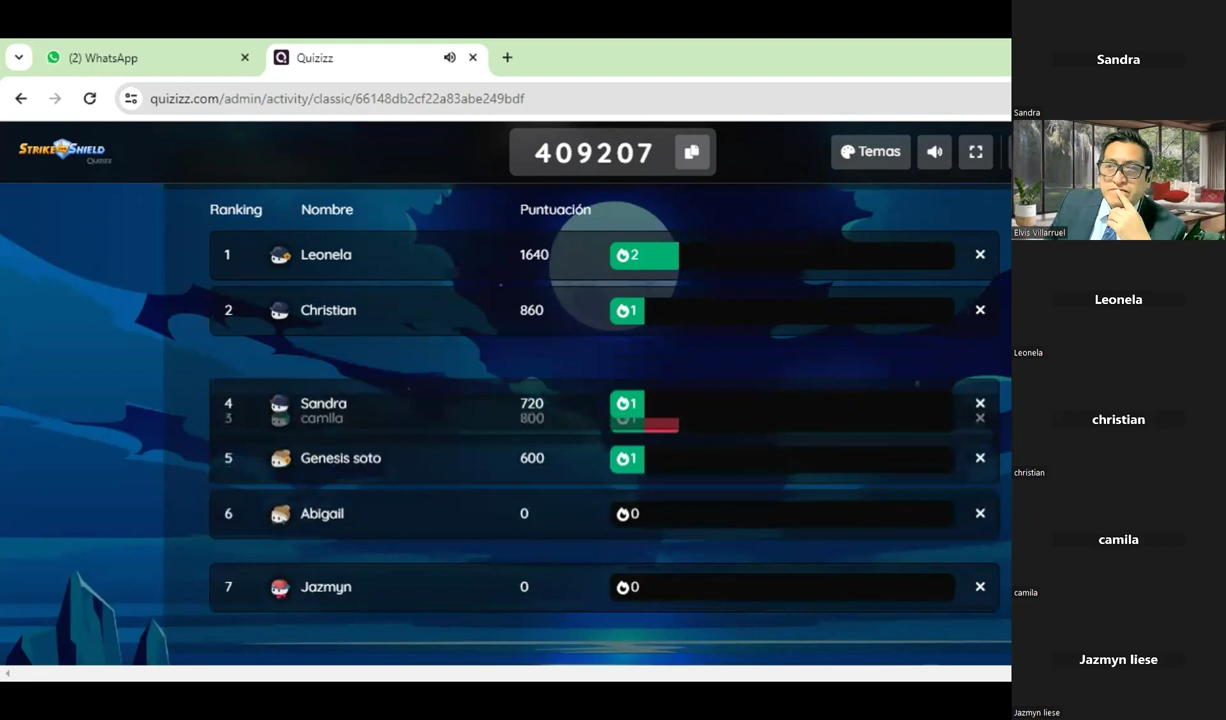 (2) WhatsApp
Quizizz
quizizz.com/admin/activity/classic/66148db2cf22a83abe249bdf
STRIKE SHIELD
QUIZIZZ
409207
Temas
Ranking Nombre Puntuación
1 Leonela 1640 2
2 Christian 860 1
4 Sandra 720 1
3 camila 800 1
5 Genesis soto 600 1
6 Abigail 0 0
7 Jazmyn 0 0
Sandra
Sandra
Elvis Villarruel
Leonela
Leonela
christian
christian
camila
camila
Jazmyn liese
Jazmyn liese